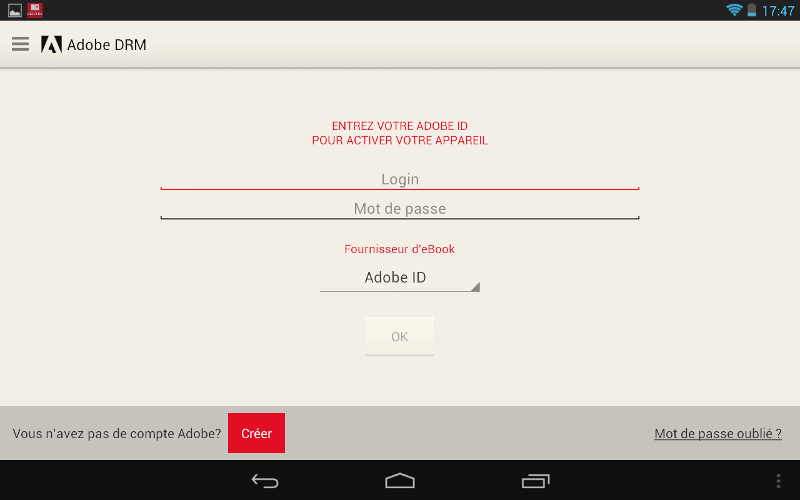 17:47
Adobe DRM
ENTREZ VOTRE ADOBE ID
POUR ACTIVER VOTRE APPAREIL
Login
Mot de passe
Fournisseur d'eBook
Adobe ID
OK
Vous n'avez pas de compte Adobe?
Créer
Mot de passe oublié ?